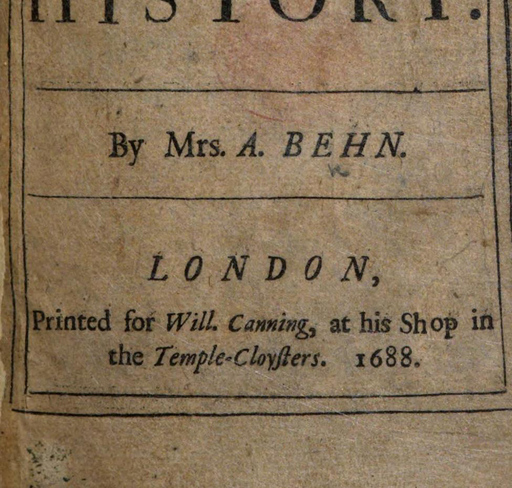 HISTORY.
By Mrs. A. BEHN.
LONDON,
Printed for Will. Canning, at his Shop in
the Temple-Cloyſters. 1688.